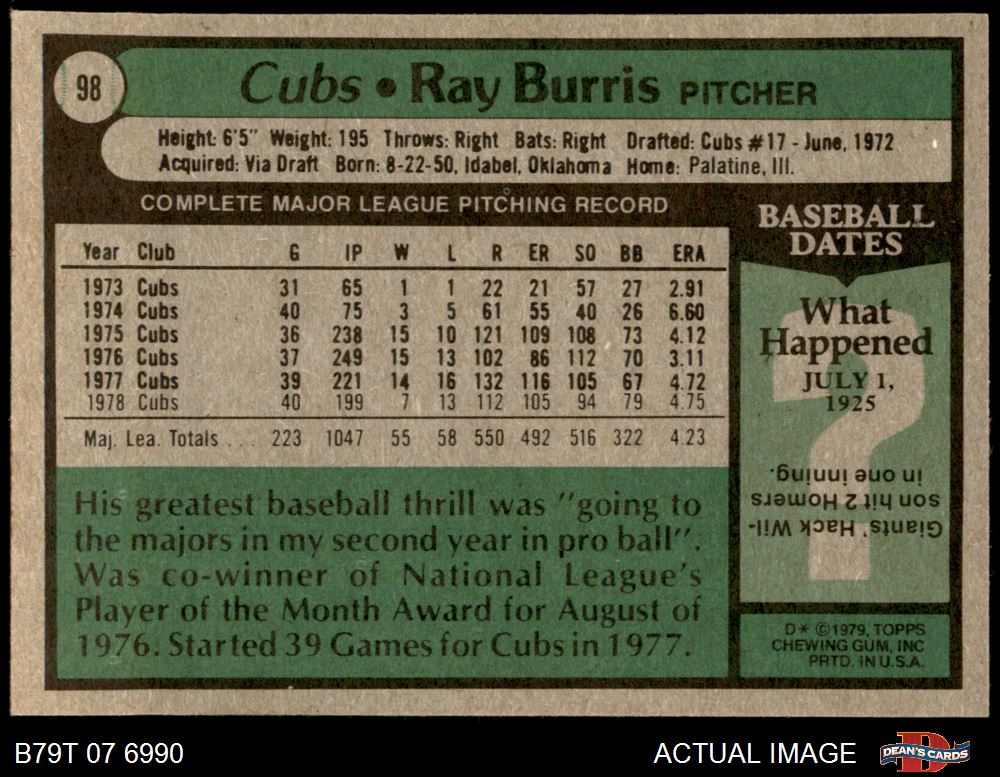 98
Cubs • Ray Burris PITCHER
Height: 6'5" Weight: 195 Throws: Right Bats: Right Drafted: Cubs #17 - June, 1972
Acquired: Via Draft Born: 8-22-50, Idabel, Oklahoma Home: Palatine, Ill.
COMPLETE MAJOR LEAGUE PITCHING RECORD
Year Club G IP W L R ER SO BB ERA
1973 Cubs 31 65 1 1 22 21 57 27 2.91
1974 Cubs 40 75 3 5 61 55 40 26 6.60
1975 Cubs 36 238 15 10 121 109 108 73 4.12
1976 Cubs 37 249 15 13 102 86 112 70 3.11
1977 Cubs 39 221 14 16 132 116 105 67 4.72
1978 Cubs 40 199 7 13 112 105 94 79 4.75
Maj. Lea. Totals . . . 223 1047 55 58 550 492 516 322 4.23
His greatest baseball thrill was "going to
the majors in my second year in pro ball".
Was co-winner of National League's
Player of the Month Award for August of
1976. Started 39 Games for Cubs in 1977.
BASEBALL
DATES
What
Happened
JULY 1,
1925
?
Giants' Hack Wil-
son hit 2 Homers
in one inning.
D* ©1979, TOPPS
CHEWING GUM, INC
PRTD. IN U.S.A.
B79T 07 6990
ACTUAL IMAGE
DEAN'S CARDS